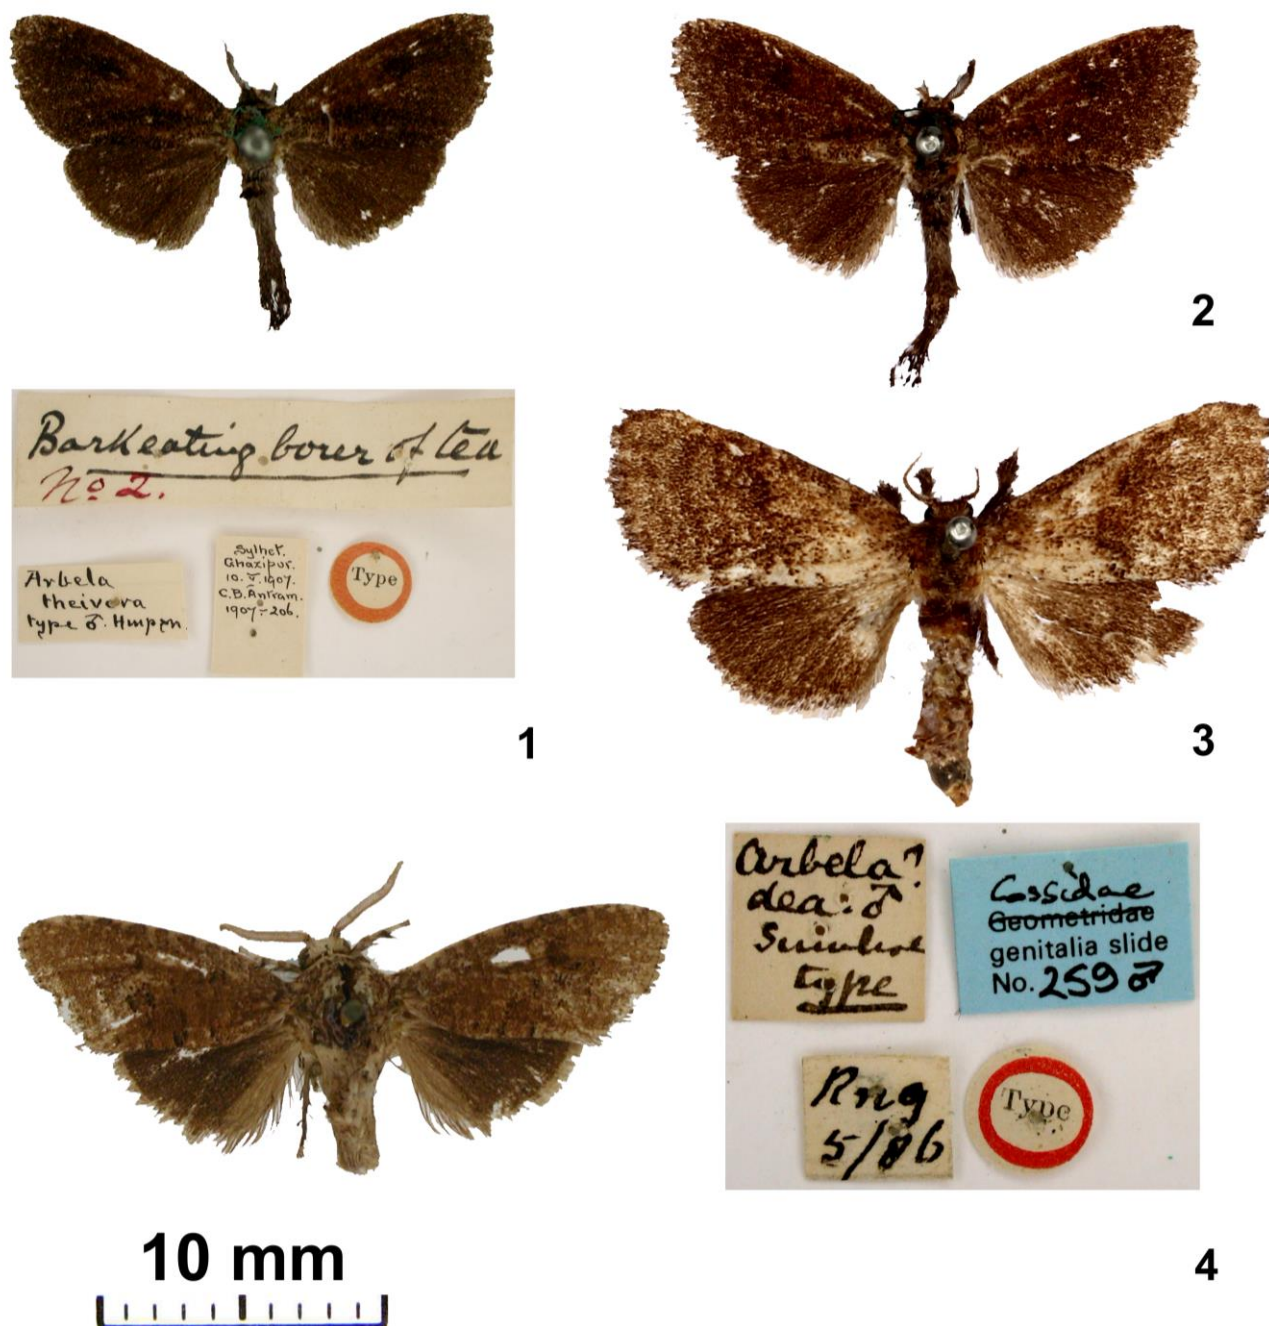 2
Barkeating borer of tea
No 2.
Arbela
theivora
type ♂. Hmpsn.
Sylhet.
Ghazipur.
10.V.1907.
C.B. Antram.
1907-206.
Type
1
3
Arbela?
dea. ♂
Swinhoe
type
Cossidae
Geometridae
genitalia slide
No. 259 ♂
Rng
5/86
Type
10 mm
4